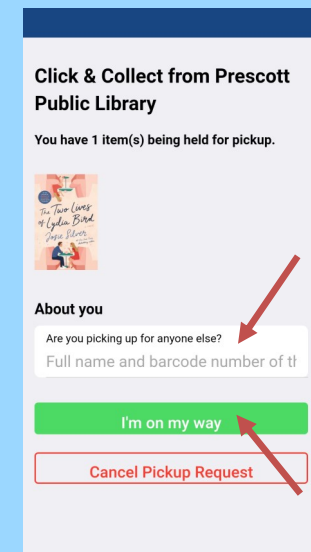 Click & Collect from Prescott
Public Library
You have 1 item(s) being held for pickup.
The Two Lives
of Lydia Bird
Josie Silver
About you
Are you picking up for anyone else?
Full name and barcode number of th
I'm on my way
Cancel Pickup Request